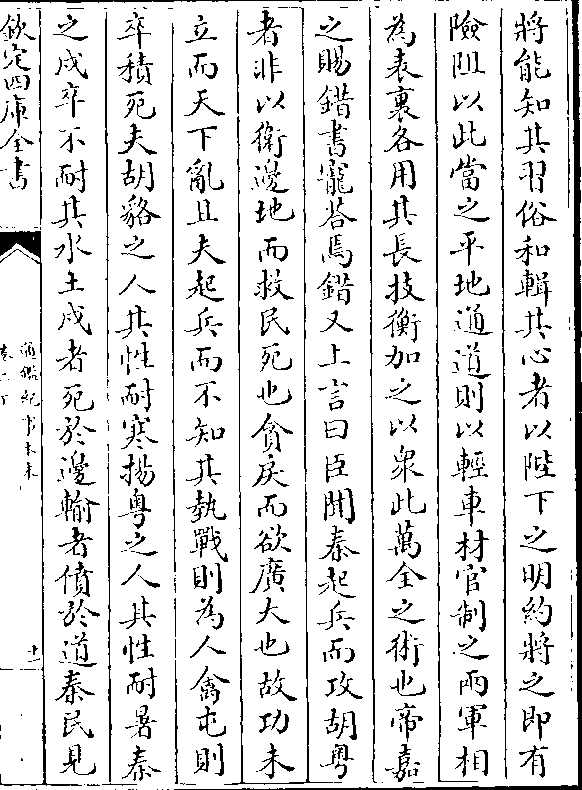 將能知其習俗和輯其心者以陛下之明約將之即有
險阻以此當之平地通道則以輕車材官制之兩軍相
為表裏各用其長技衡加之以衆此萬全之術也帝嘉
之賜錯書寵荅焉錯又上言曰臣聞秦起兵而攻胡粤
者非以衛邊地而救民死也貪戾而欲廣大也故功未
立而天下亂且夫起兵而不知其埶戰則為人禽屯則
卒積死夫胡貉之人其性耐寒揚粤之人其性耐暑秦
之戍卒不耐其水土戍者死於邊輸者僨於道秦民見
欽定四庫全書
通鑑紀事本末
十一